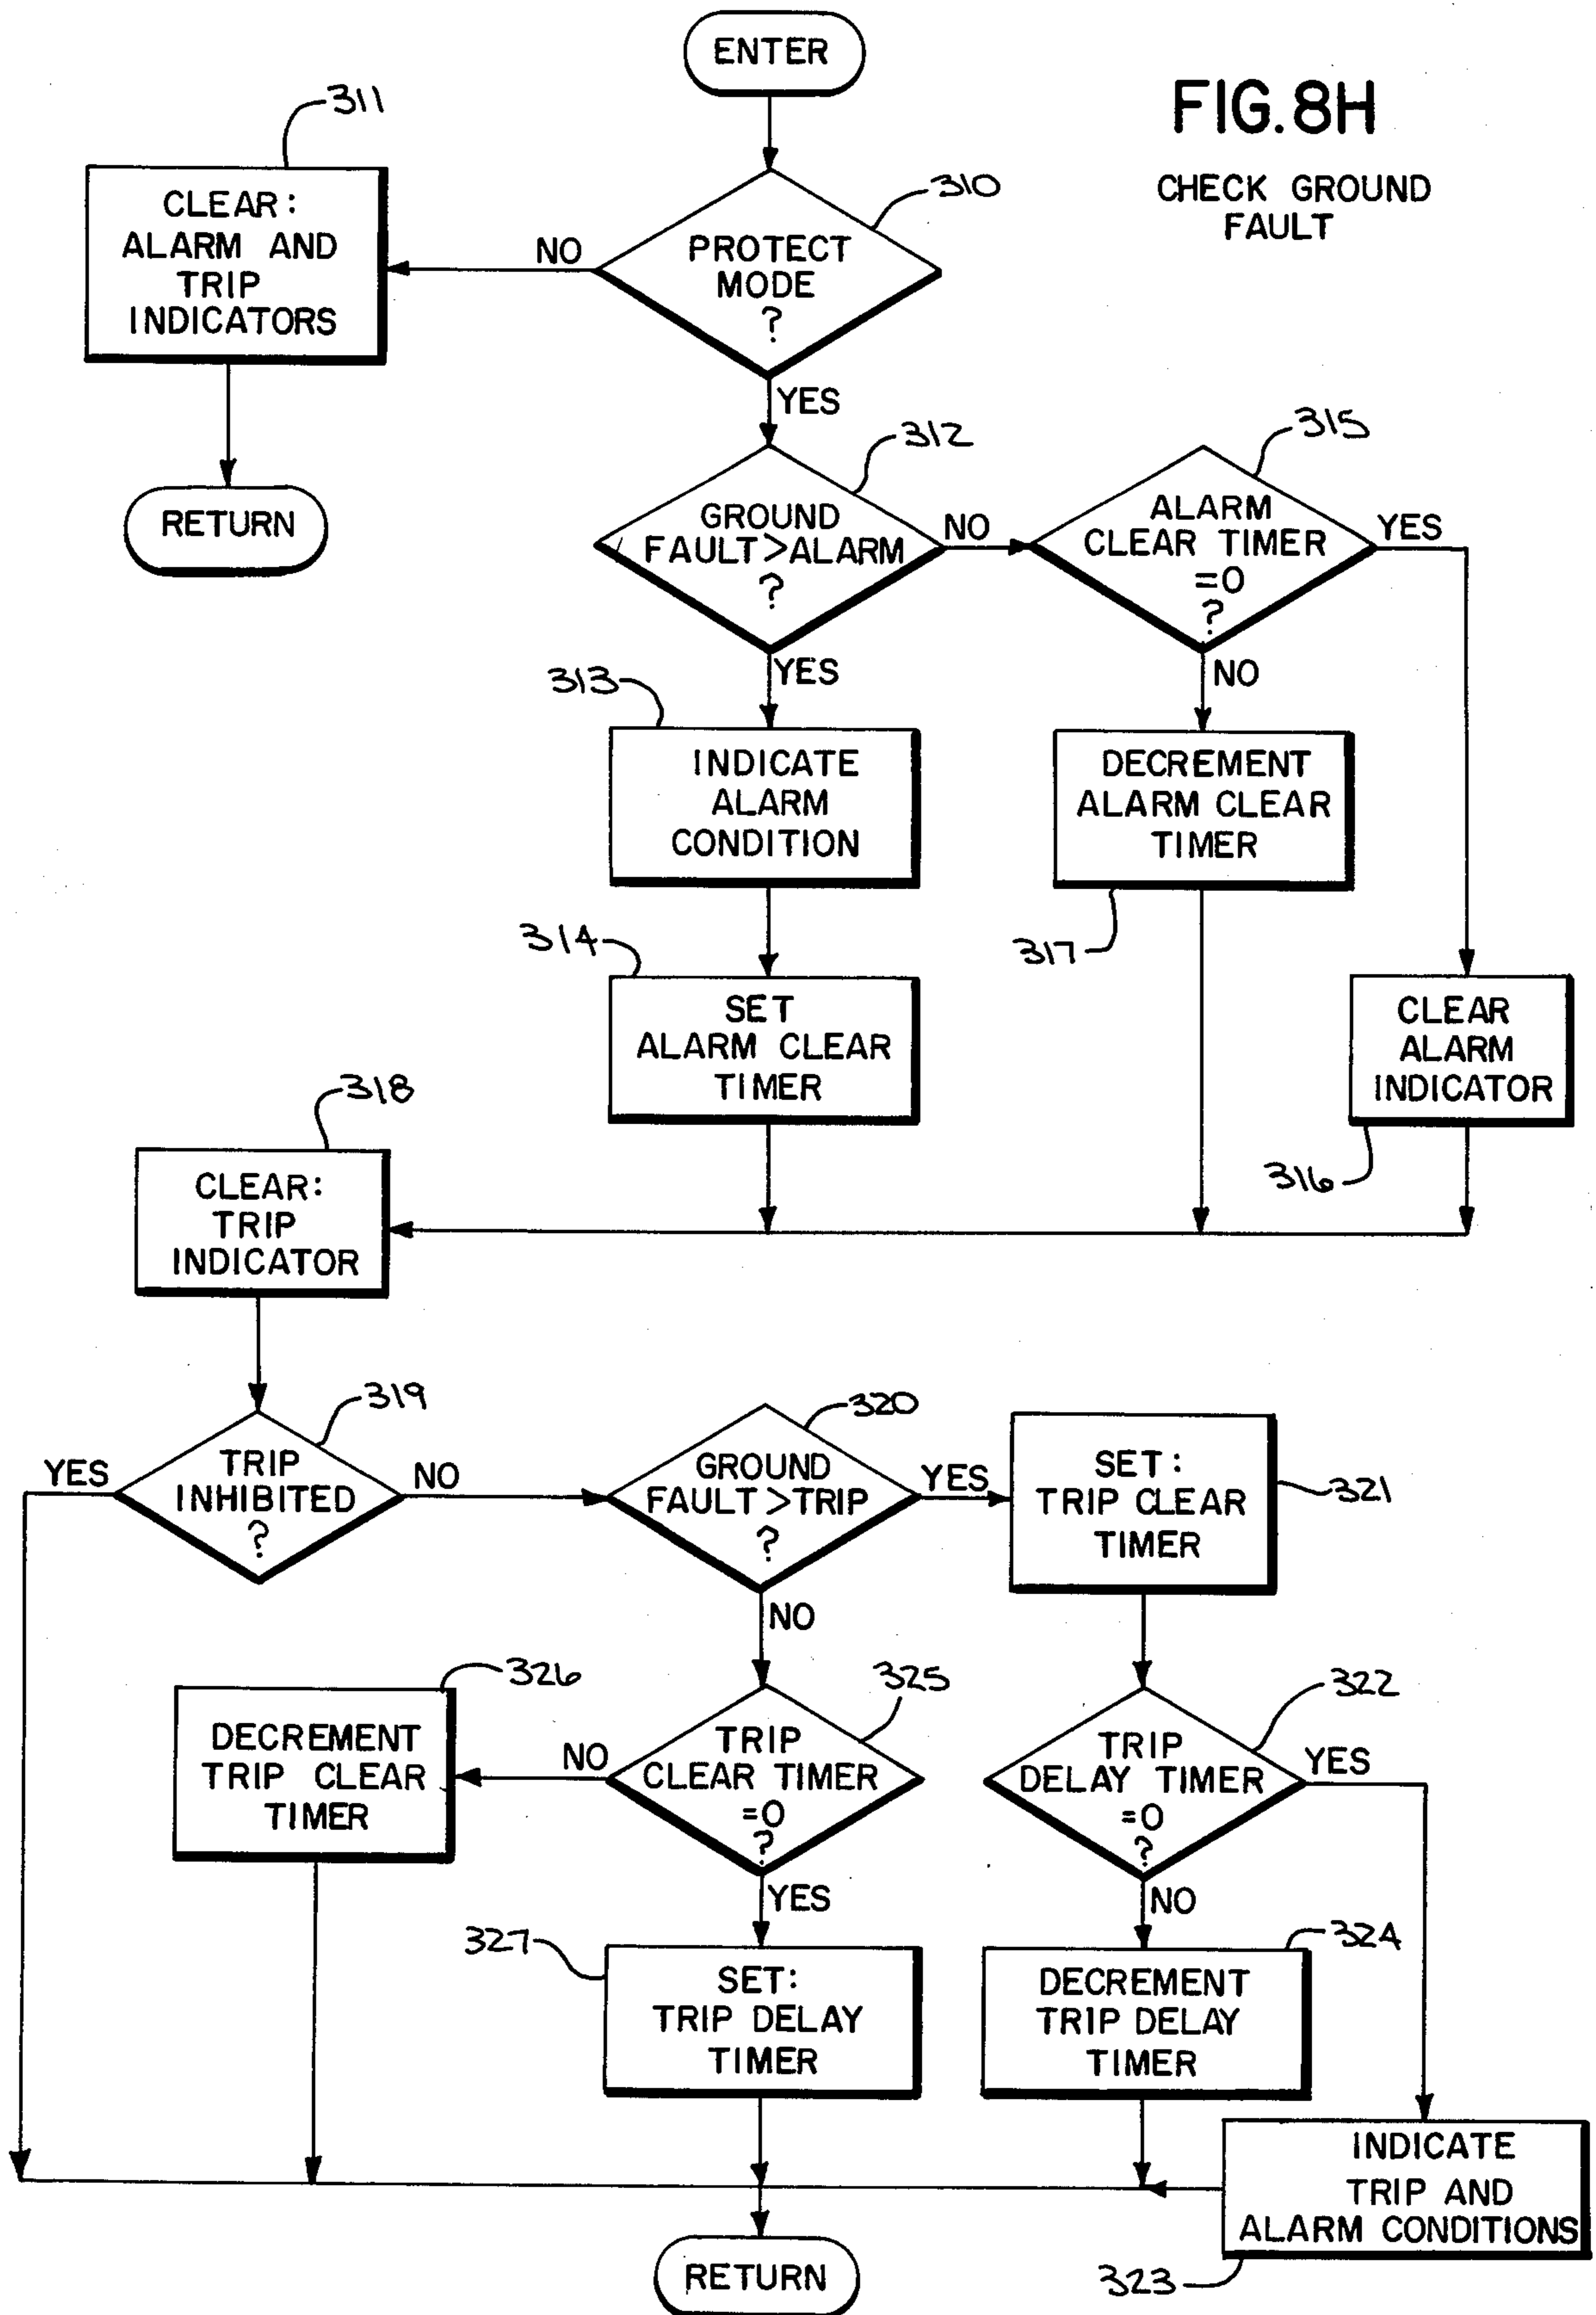 ENTER
FIG.8H
CHECK GROUND
FAULT
311
CLEAR:
ALARM AND
TRIP
INDICATORS
310
PROTECT
MODE
?
NO
YES
RETURN
312
GROUND
FAULT>ALARM
?
NO
YES
315
ALARM
CLEAR TIMER
=0
?
YES
NO
313
INDICATE
ALARM
CONDITION
DECREMENT
ALARM CLEAR
TIMER
317
314
SET
ALARM CLEAR
TIMER
CLEAR
ALARM
INDICATOR
316
318
CLEAR:
TRIP
INDICATOR
319
TRIP
INHIBITED
?
YES
NO
320
GROUND
FAULT>TRIP
?
YES
NO
SET:
TRIP CLEAR
TIMER
321
326
DECREMENT
TRIP CLEAR
TIMER
325
TRIP
CLEAR TIMER
=0
?
NO
YES
322
TRIP
DELAY TIMER
=0
?
YES
NO
327
SET:
TRIP DELAY
TIMER
324
DECREMENT
TRIP DELAY
TIMER
INDICATE
TRIP AND
ALARM CONDITIONS
323
RETURN